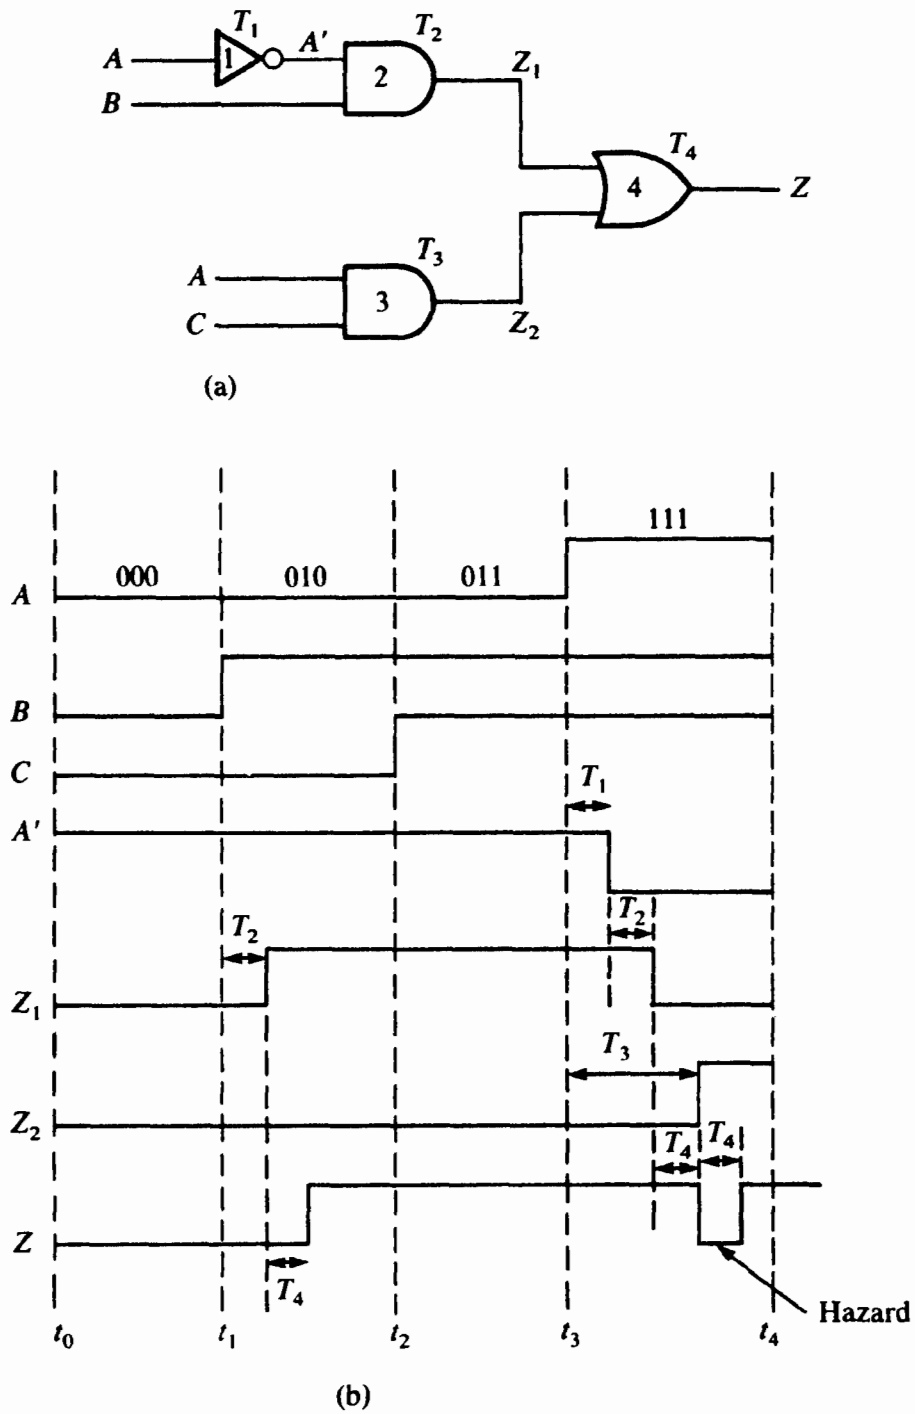 T1 T2
A 1 A' 2 Z1
B
T4
4 Z
T3
A 3
C Z2
(a)
111
000 010 011
A
B
C
T1
A'
T2 T2
Z1
T3
Z2
T4 T4
Z
T4
Hazard
t0 t1 t2 t3 t4
(b)